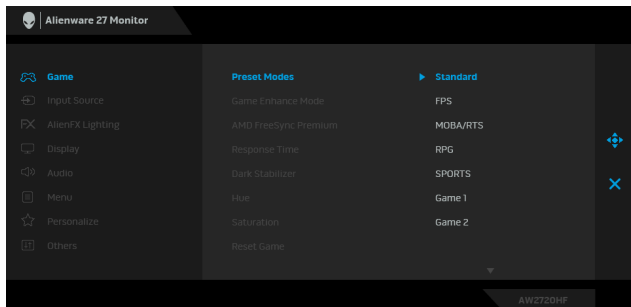 Alienware 27 Monitor
Game Preset Modes Standard
Input Source Game Enhance Mode FPS
FX AlienFX Lighting AMD FreeSync Premium MOBA/RTS
Display Response Time RPG
Audio Dark Stabilizer SPORTS
Menu Hue Game 1
Personalize Saturation Game 2
Others Reset Game
AW2720HF